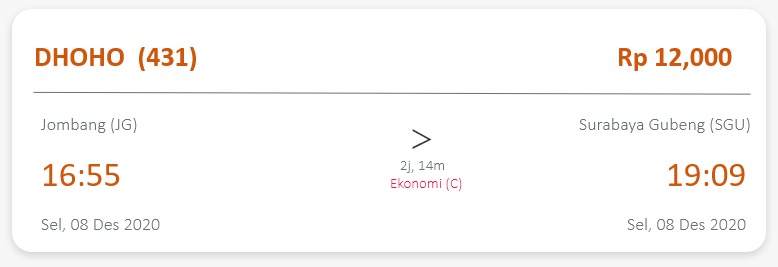 DHOHO (431)
Rp 12,000
Jombang (JG)
>
Surabaya Gubeng (SGU)
16:55
2j, 14m
Ekonomi (C)
19:09
Sel, 08 Des 2020
Sel, 08 Des 2020